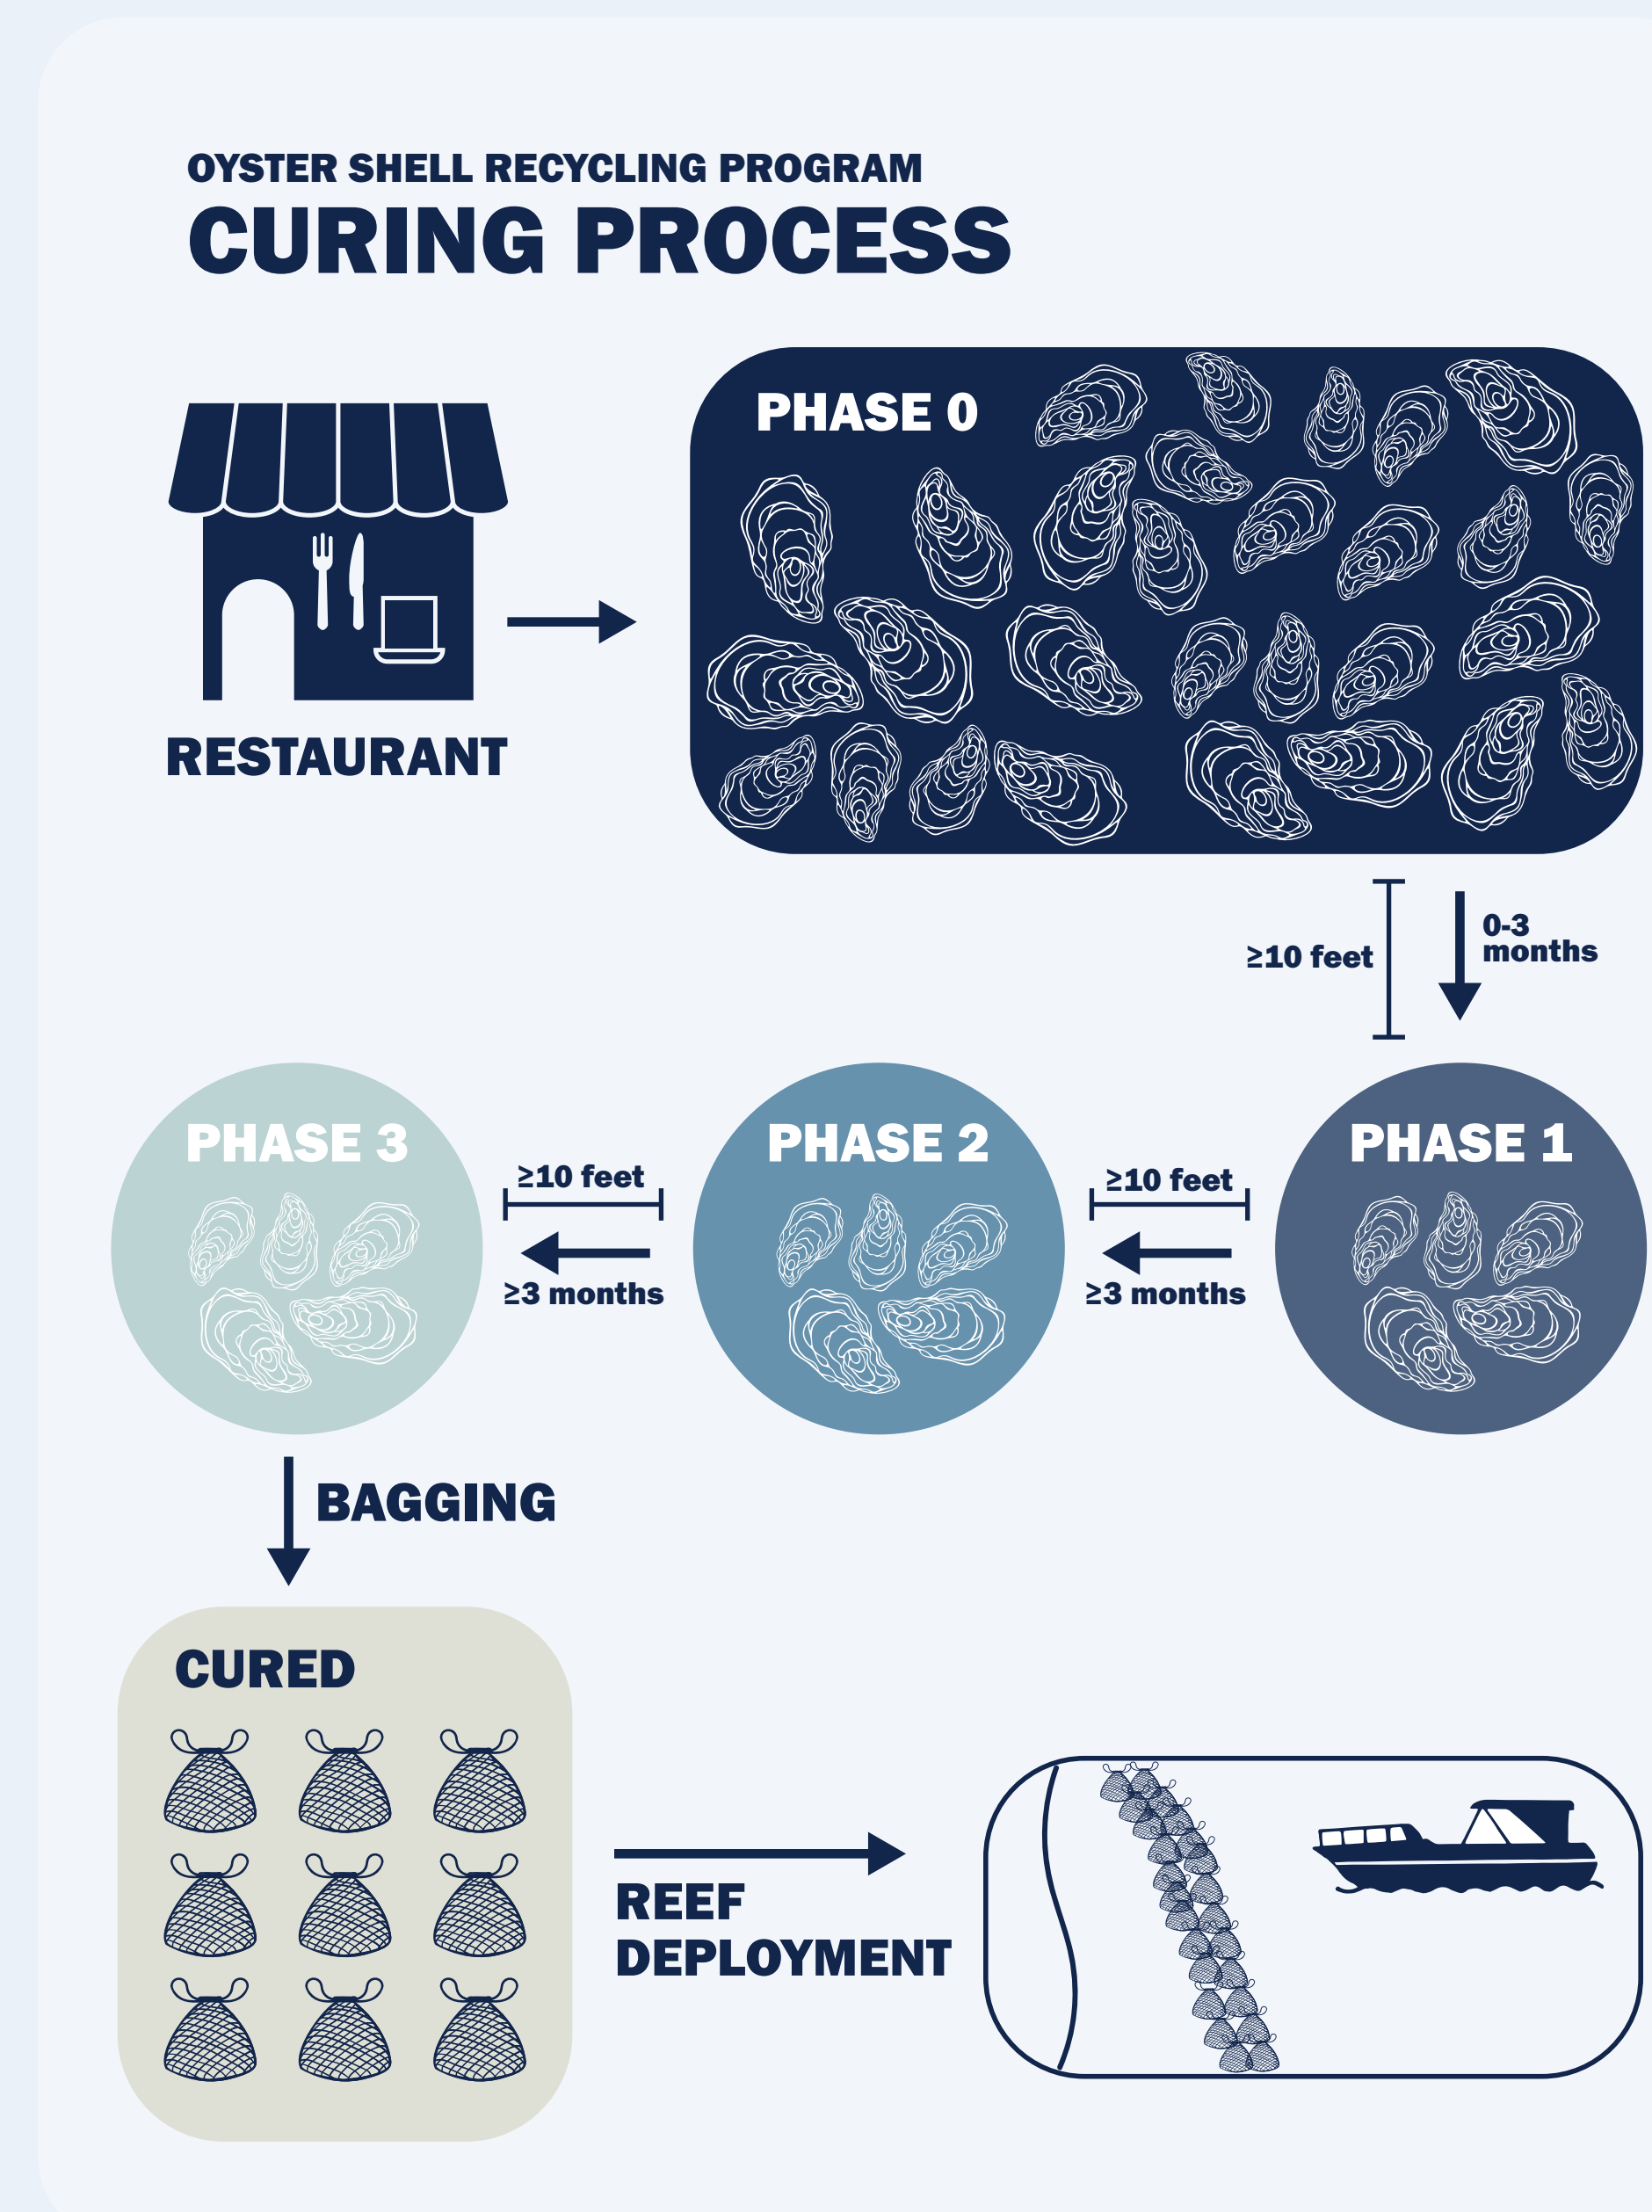 OYSTER SHELL RECYCLING PROGRAM
CURING PROCESS
PHASE 0
RESTAURANT
≥10 feet
0-3
months
PHASE 3
≥10 feet
≥3 months
PHASE 2
≥10 feet
≥3 months
PHASE 1
BAGGING
CURED
REEF
DEPLOYMENT